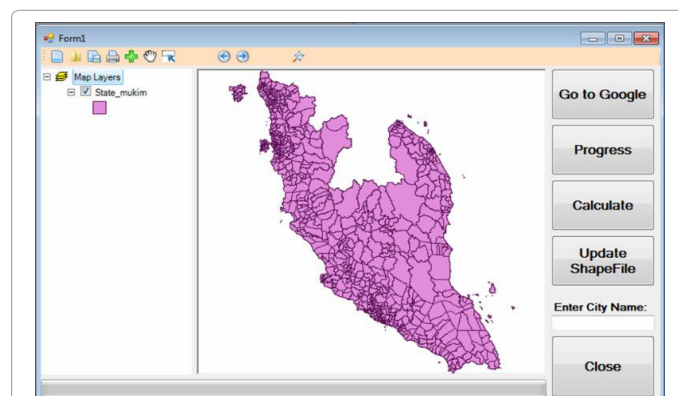 Form1
Map Layers
State_mukim
Go to Google
Progress
Calculate
Update
ShapeFile
Enter City Name:
Close